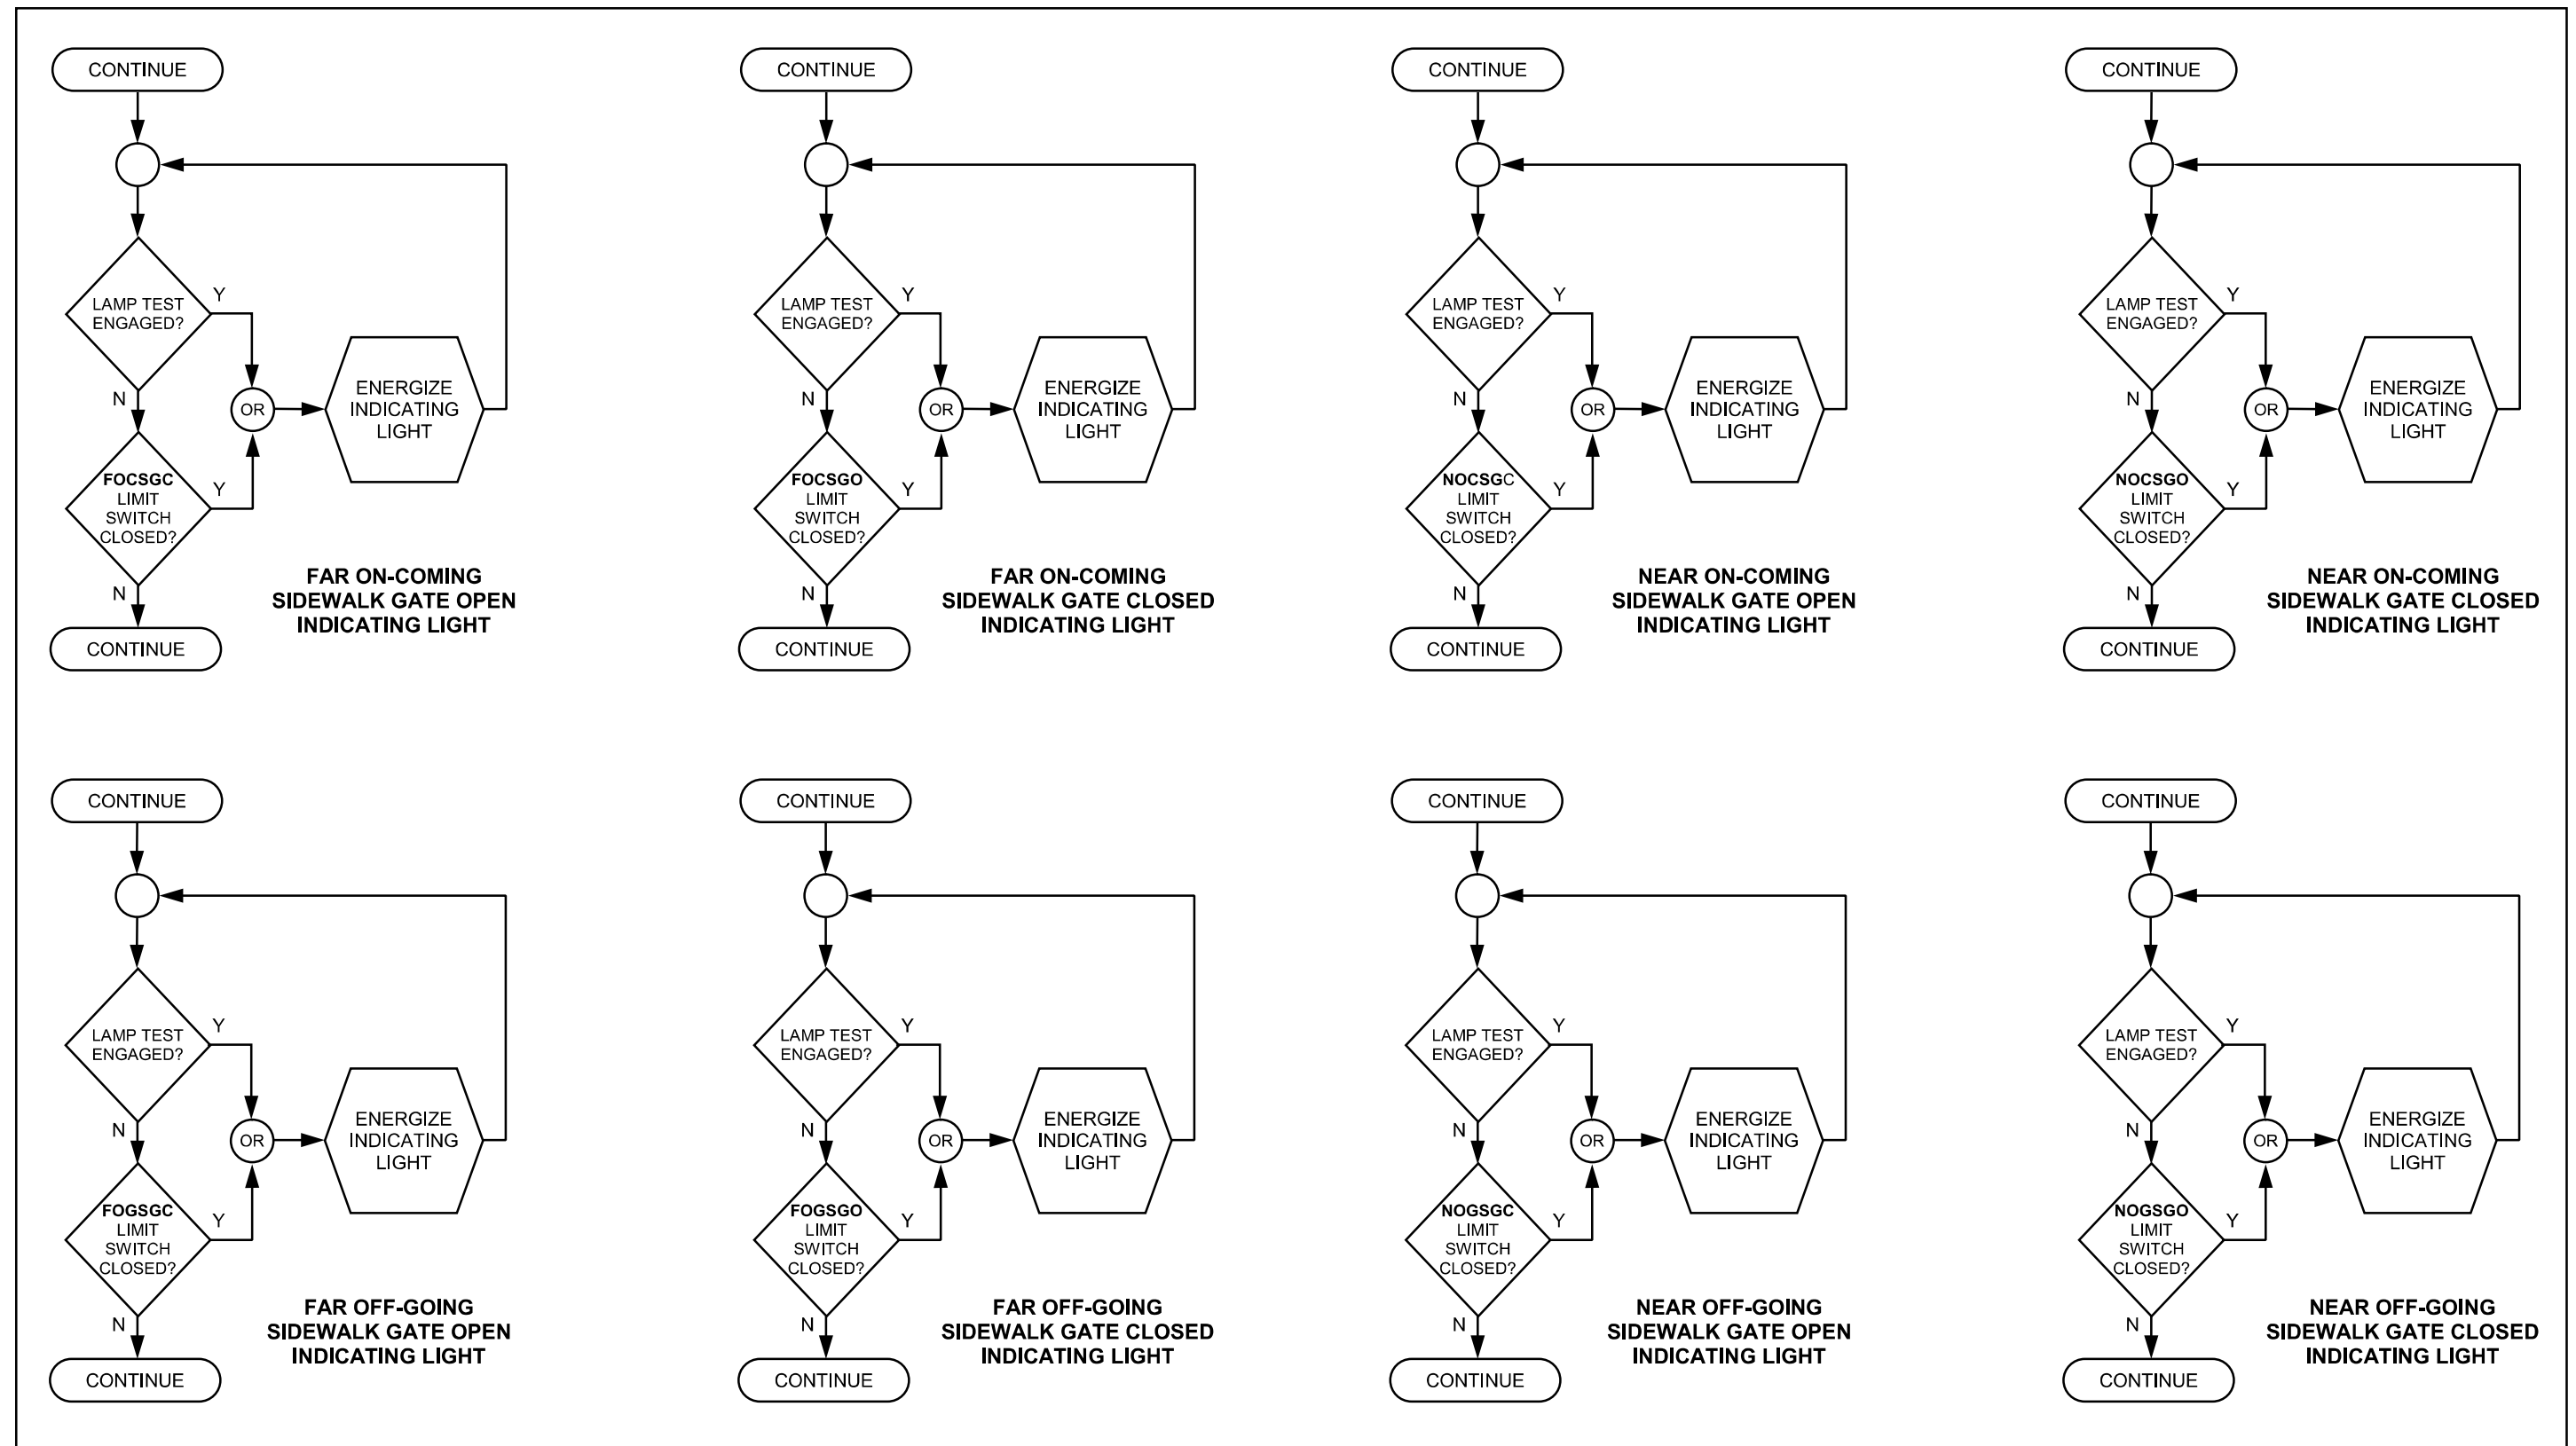 CONTINUE
LAMP TEST
ENGAGED?
Y
N
OR
ENERGIZE
INDICATING
LIGHT
FOCSGC
LIMIT
SWITCH
CLOSED?
Y
N
FAR ON-COMING
SIDEWALK GATE OPEN
INDICATING LIGHT
CONTINUE
CONTINUE
LAMP TEST
ENGAGED?
Y
N
OR
ENERGIZE
INDICATING
LIGHT
FOCSGO
LIMIT
SWITCH
CLOSED?
Y
N
FAR ON-COMING
SIDEWALK GATE CLOSED
INDICATING LIGHT
CONTINUE
CONTINUE
LAMP TEST
ENGAGED?
Y
N
OR
ENERGIZE
INDICATING
LIGHT
NOCSGC
LIMIT
SWITCH
CLOSED?
Y
N
NEAR ON-COMING
SIDEWALK GATE OPEN
INDICATING LIGHT
CONTINUE
CONTINUE
LAMP TEST
ENGAGED?
Y
N
OR
ENERGIZE
INDICATING
LIGHT
NOCSGO
LIMIT
SWITCH
CLOSED?
Y
N
NEAR ON-COMING
SIDEWALK GATE CLOSED
INDICATING LIGHT
CONTINUE
CONTINUE
LAMP TEST
ENGAGED?
Y
N
OR
ENERGIZE
INDICATING
LIGHT
FOGSGC
LIMIT
SWITCH
CLOSED?
Y
N
FAR OFF-GOING
SIDEWALK GATE OPEN
INDICATING LIGHT
CONTINUE
CONTINUE
LAMP TEST
ENGAGED?
Y
N
OR
ENERGIZE
INDICATING
LIGHT
FOGSGO
LIMIT
SWITCH
CLOSED?
Y
N
FAR OFF-GOING
SIDEWALK GATE CLOSED
INDICATING LIGHT
CONTINUE
CONTINUE
LAMP TEST
ENGAGED?
Y
N
OR
ENERGIZE
INDICATING
LIGHT
NOGSGC
LIMIT
SWITCH
CLOSED?
Y
N
NEAR OFF-GOING
SIDEWALK GATE OPEN
INDICATING LIGHT
CONTINUE
CONTINUE
LAMP TEST
ENGAGED?
Y
N
OR
ENERGIZE
INDICATING
LIGHT
NOGSGO
LIMIT
SWITCH
CLOSED?
Y
N
NEAR OFF-GOING
SIDEWALK GATE CLOSED
INDICATING LIGHT
CONTINUE